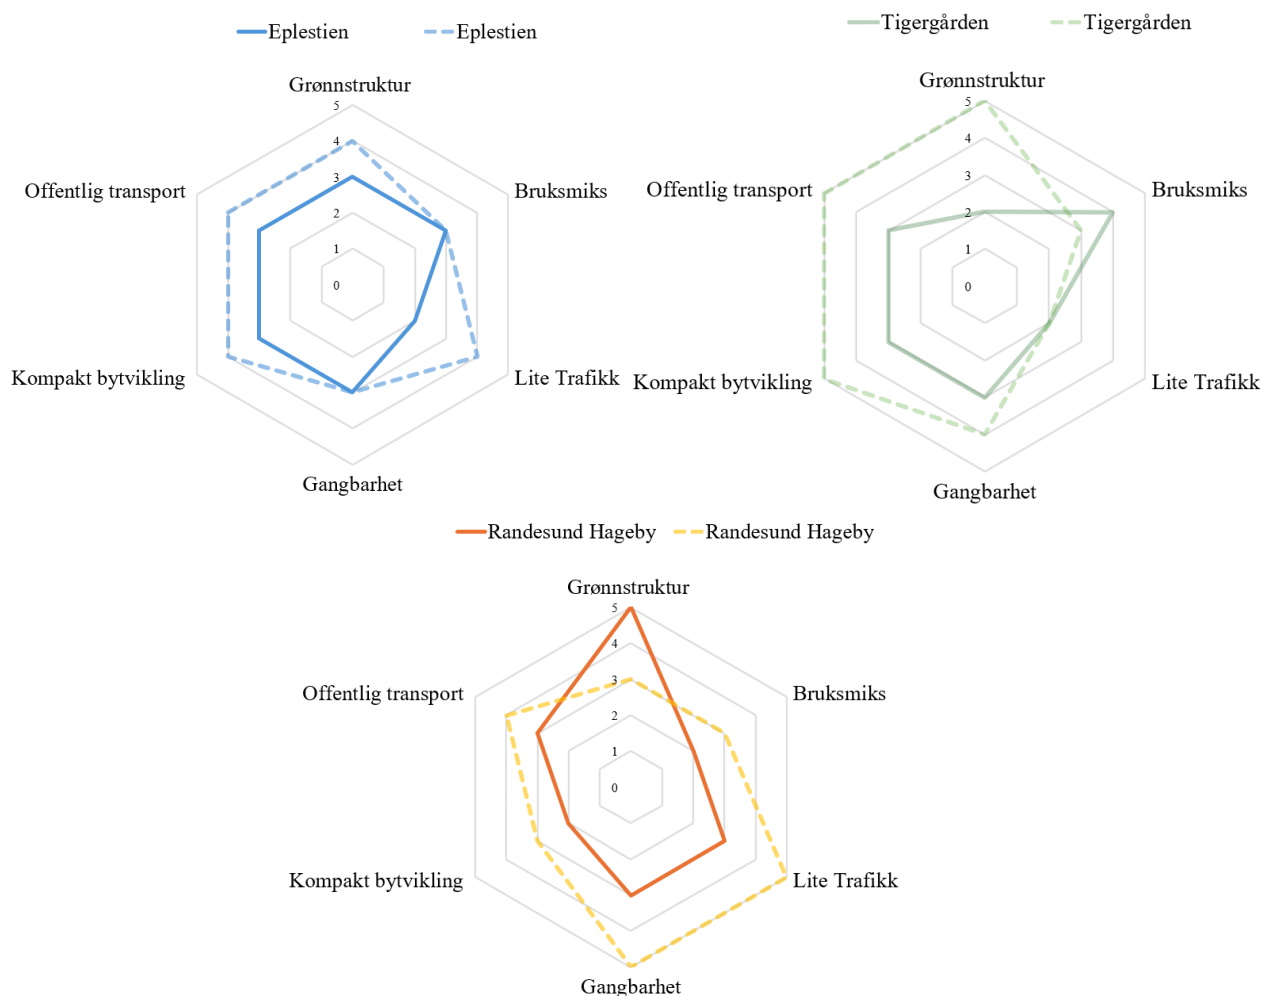 Eplestien Eplestien
Grønnstruktur
5
4
3
2
1
0
Bruksmiks
Lite Trafikk
Gangbarhet
Kompakt bytvikling
Offentlig transport
Tigergården Tigergården
Grønnstruktur
5
4
3
2
1
0
Bruksmiks
Lite Trafikk
Gangbarhet
Kompakt bytvikling
Offentlig transport
Randesund Hageby Randesund Hageby
Grønnstruktur
5
4
3
2
1
0
Bruksmiks
Lite Trafikk
Gangbarhet
Kompakt bytvikling
Offentlig transport